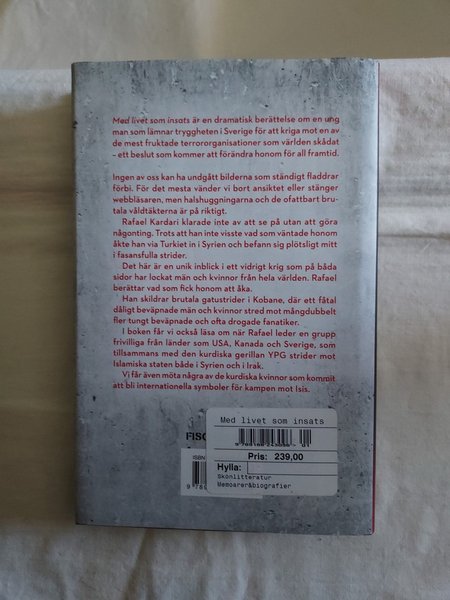 Med livet som insats är en dramatisk berättelse om en ung
man som lämnar tryggheten i Sverige för att kriga mot en av
de mest fruktade terrororganisationer som världen skådat
– ett beslut som kommer att förändra honom för all framtid.
Ingen av oss kan ha undgått bilderna som ständigt fladdrar
förbi. För det mesta vänder vi bort ansiktet eller stänger
webbläsaren, men halshuggningarna och de ofattbart bru-
tala våldtäkterna är på riktigt.
Rafael Kardari klarade inte av att se på utan att göra
någonting. Trots att han inte visste vad som väntade honom
åkte han via Turkiet in i Syrien och befann sig plötsligt mitt
i fasansfulla strider.
Det här är en unik inblick i ett vidrigt krig som på båda
sidor har lockat män och kvinnor från hela världen. Rafael
berättar vad som fick honom att åka.
Han skildrar brutala gatustrider i Kobane, där ett fåtal
dåligt beväpnade män och kvinnor stred mot mångdubbelt
fler tungt beväpnade och ofta drogade fanatiker.
I boken får vi också läsa om när Rafael leder en grupp
frivilliga från länder som USA, Kanada och Sverige, som
tillsammans med den kurdiska gerillan YPG strider mot
Islamiska staten både i Syrien och i Irak.
Vi får även möta några av de kurdiska kvinnor som kommit
att bli internationella symboler för kampen mot Isis.
FISC
ISBN
9 789
Med livet som insats
01
Pris: 239,00
Hylla:
Skönlitteratur
Memoarer&biografier